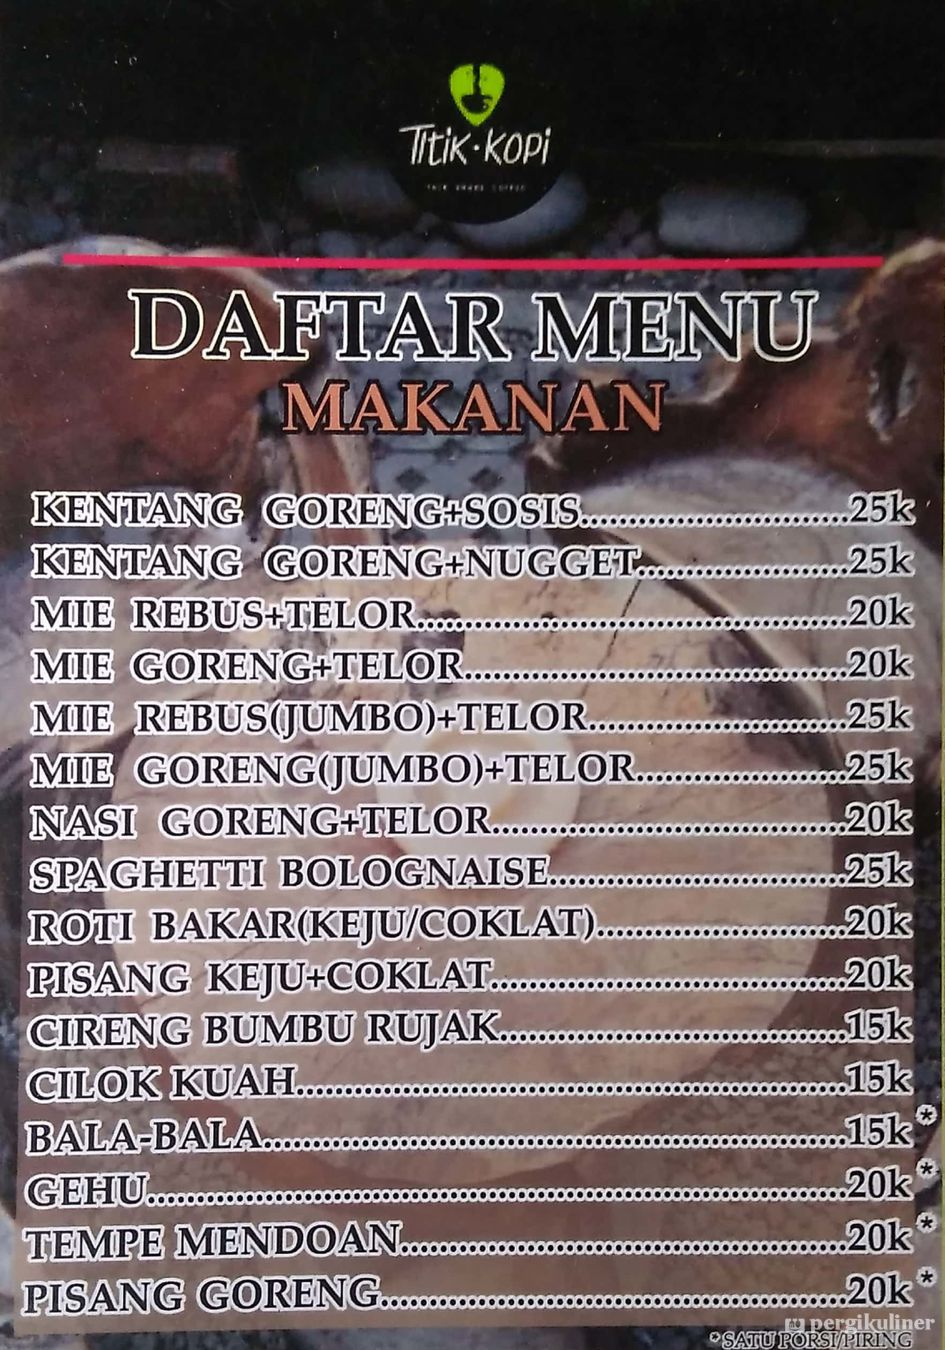 TITIK·KOPI
DAFTAR MENU
MAKANAN
KENTANG GORENG+SOSIS..........25k
KENTANG GORENG+NUGGET..........25k
MIE REBUS+TELOR..........20k
MIE GORENG+TELOR..........20k
MIE REBUS(JUMBO)+TELOR..........25k
MIE GORENG(JUMBO)+TELOR..........25k
NASI GORENG+TELOR..........20k
SPAGHETTI BOLOGNAISE..........25k
ROTI BAKAR(KEJU/COKLAT)..........20k
PISANG KEJU+COKLAT..........20k
CIRENG BUMBU RUJAK..........15k
CILOK KUAH..........15k
BALA-BALA..........15k*
GEHU..........20k*
TEMPE MENDOAN..........20k*
PISANG GORENG..........20k*
pergikuliner
*SATU PORSI/PIRING